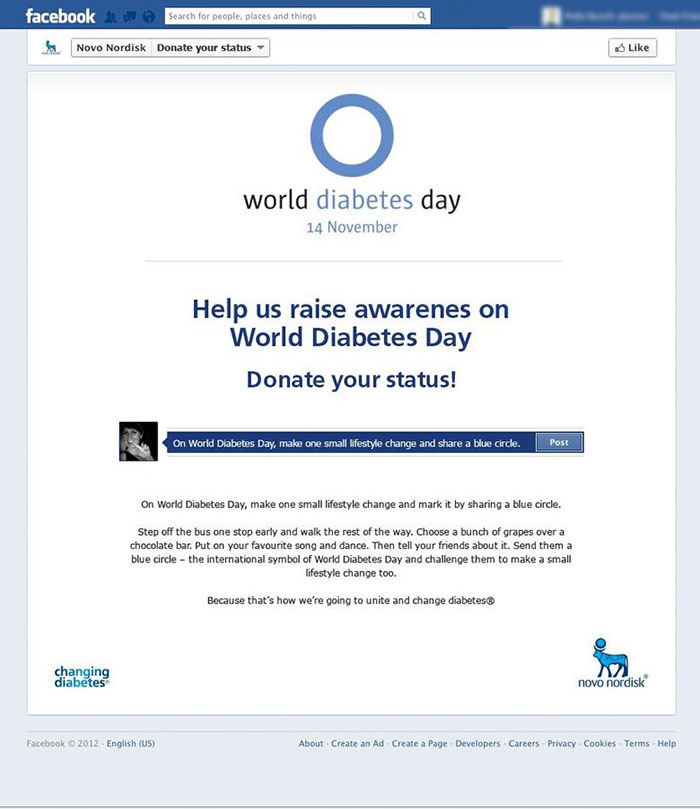 facebook
Search for people, places and things
Novo Nordisk Donate your status
Like
world diabetes day
14 November
Help us raise awarenes on
World Diabetes Day
Donate your status!
On World Diabetes Day, make one small lifestyle change and share a blue circle.
Post
On World Diabetes Day, make one small lifestyle change and mark it by sharing a blue circle.
Step off the bus one stop early and walk the rest of the way. Choose a bunch of grapes over a
chocolate bar. Put on your favourite song and dance. Then tell your friends about it. Send them a
blue circle – the international symbol of World Diabetes Day and challenge them to make a small
lifestyle change too.
Because that's how we're going to unite and change diabetes®
changing
diabetes®
novo nordisk®
Facebook © 2012 · English (US)
About · Create an Ad · Create a Page · Developers · Careers · Privacy · Cookies · Terms · Help